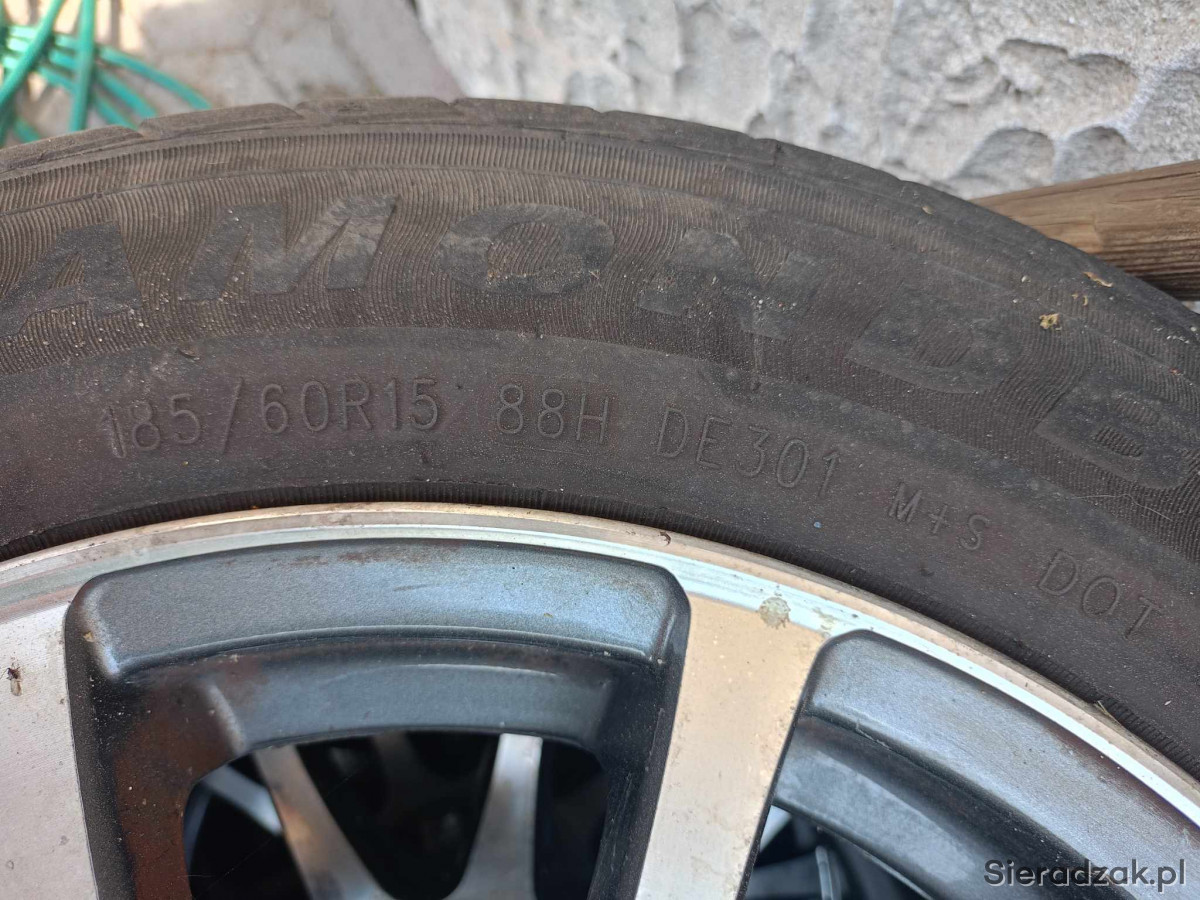 AMOND B
185/60R15 88H DE301 M+S DOT
Sieradzak.pl